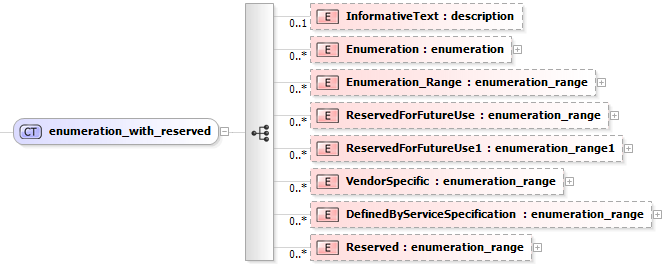 0..1 E InformativeText : description
0..* E Enumeration : enumeration
0..* E Enumeration_Range : enumeration_range
0..* E ReservedForFutureUse : enumeration_range
CT enumeration_with_reserved
0..* E ReservedForFutureUse1 : enumeration_range1
0..* E VendorSpecific : enumeration_range
0..* E DefinedByServiceSpecification : enumeration_range
0..* E Reserved : enumeration_range